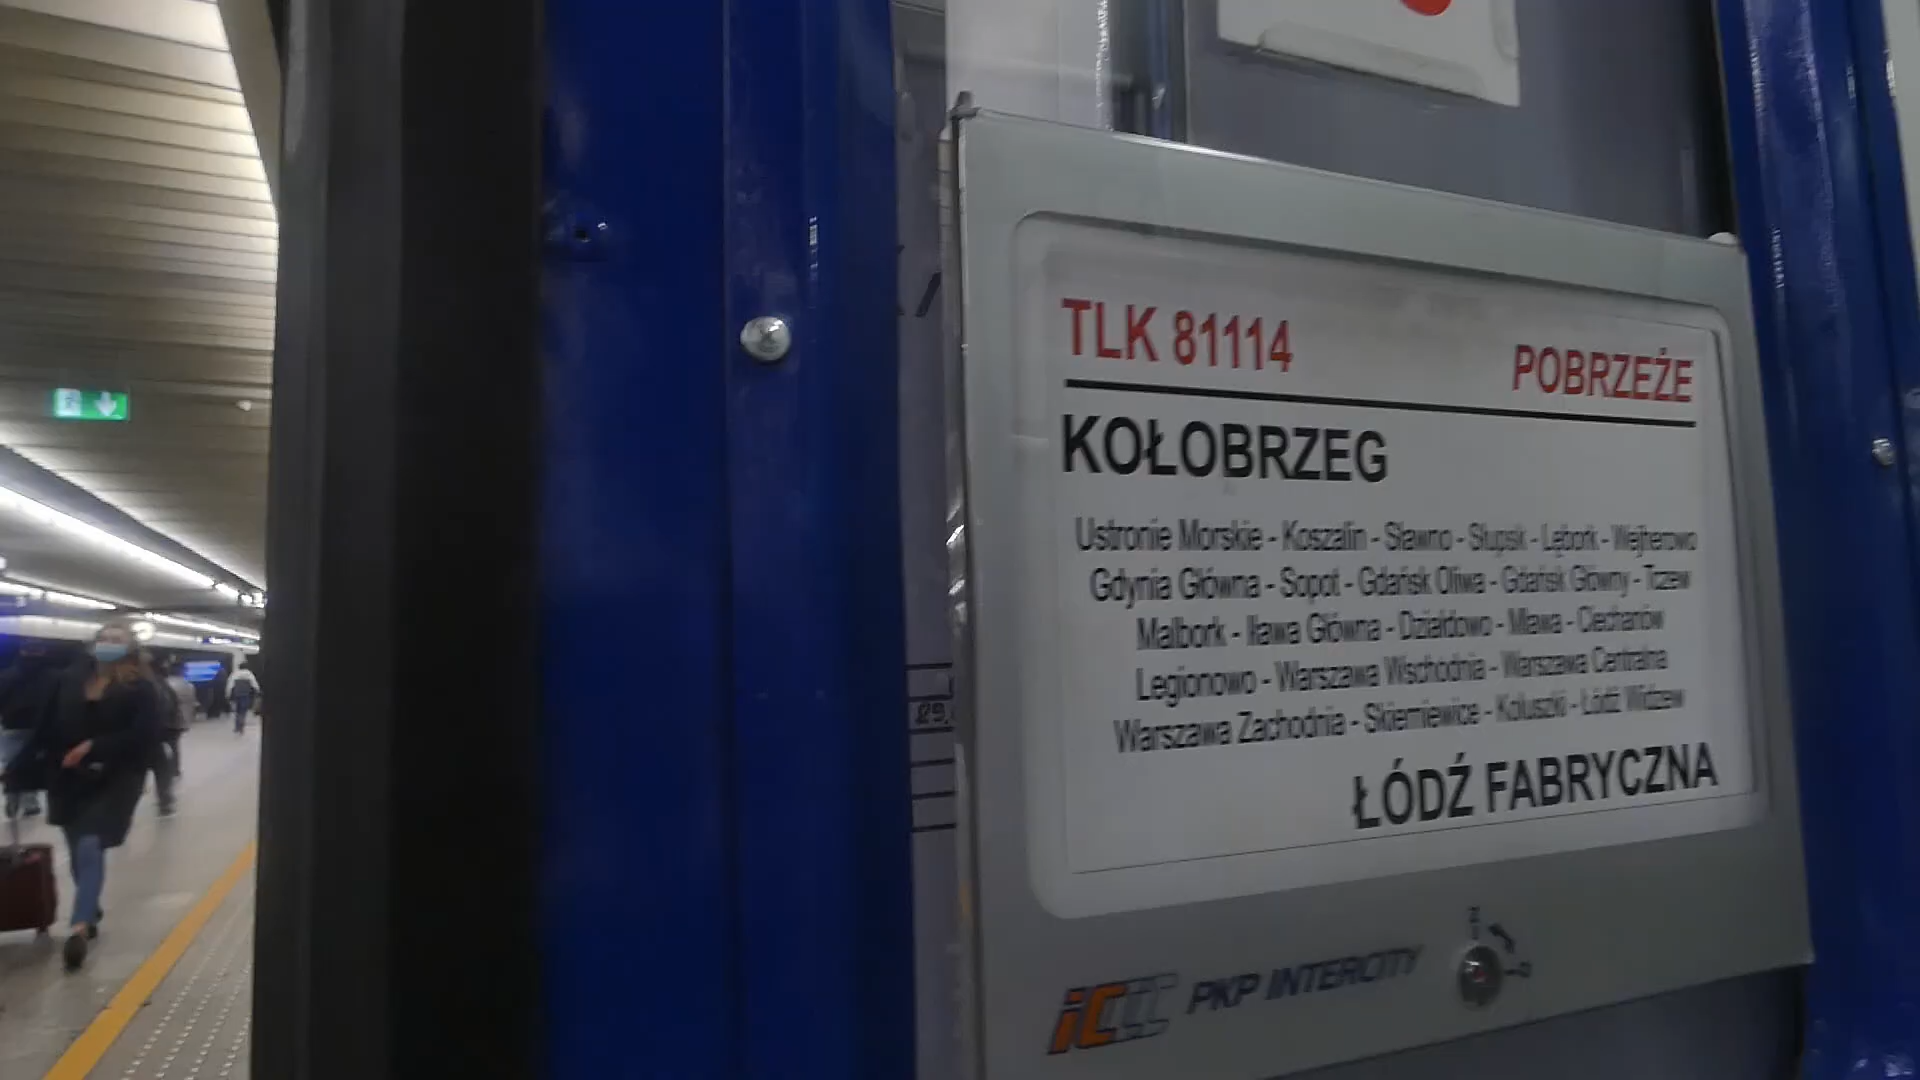 TLK 81114
POBRZEŻE
KOŁOBRZEG
Ustronie Morskie - Koszalin - Sławno - Słupsk - Lębork - Wejherowo
Gdynia Główna - Sopot - Gdańsk Oliwa - Gdańsk Główny - Tczew
Malbork - Iława Główna - Działdowo - Mława - Ciechanów
Legionowo - Warszawa Wschodnia - Warszawa Centralna
Warszawa Zachodnia - Skierniewice - Koluszki - Łódź Widzew
ŁÓDŹ FABRYCZNA
IC PKP INTERCITY